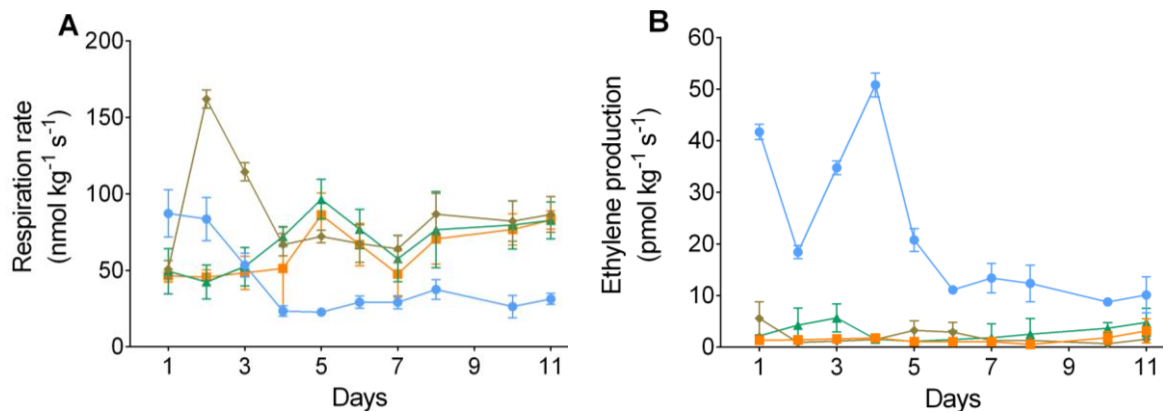 A
Respiration rate
(nmol kg⁻¹ s⁻¹)
200
150
100
50
0
1 3 5 7 9 11
Days
B
Ethylene production
(pmol kg⁻¹ s⁻¹)
60
50
40
30
20
10
0
1 3 5 7 9 11
Days